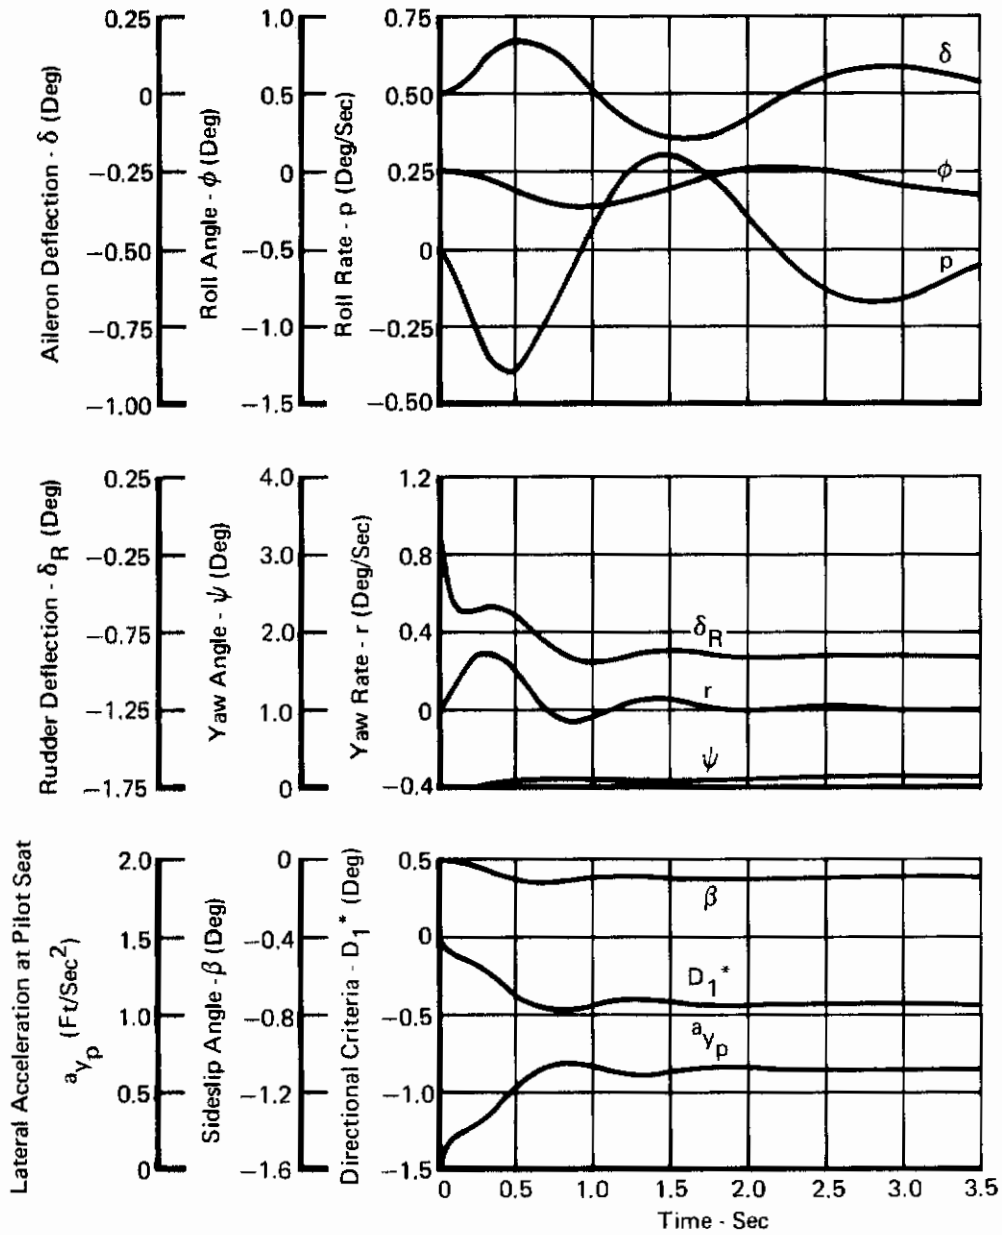 Aileron Deflection - δ (Deg)
0.25
0
−0.25
−0.50
−0.75
−1.00
Roll Angle - ϕ (Deg)
1.0
0.5
0
−0.5
−1.0
−1.5
Roll Rate - p (Deg/Sec)
0.75
0.50
0.25
0
−0.25
−0.50
δ
ϕ
p
Rudder Deflection - δR (Deg)
0.25
−0.25
−0.75
−1.25
−1.75
Yaw Angle - ψ (Deg)
4.0
3.0
2.0
1.0
0
Yaw Rate - r (Deg/Sec)
1.2
0.8
0.4
0
−0.4
δR
r
ψ
Lateral Acceleration at Pilot Seat
ayp (Ft/Sec2)
2.0
1.5
1.0
0.5
0
Sideslip Angle - β (Deg)
0
−0.4
−0.8
−1.2
−1.6
Directional Criteria - D1* (Deg)
0.5
0
−0.5
−1.0
−1.5
β
D1*
ayp
0 0.5 1.0 1.5 2.0 2.5 3.0 3.5
Time - Sec